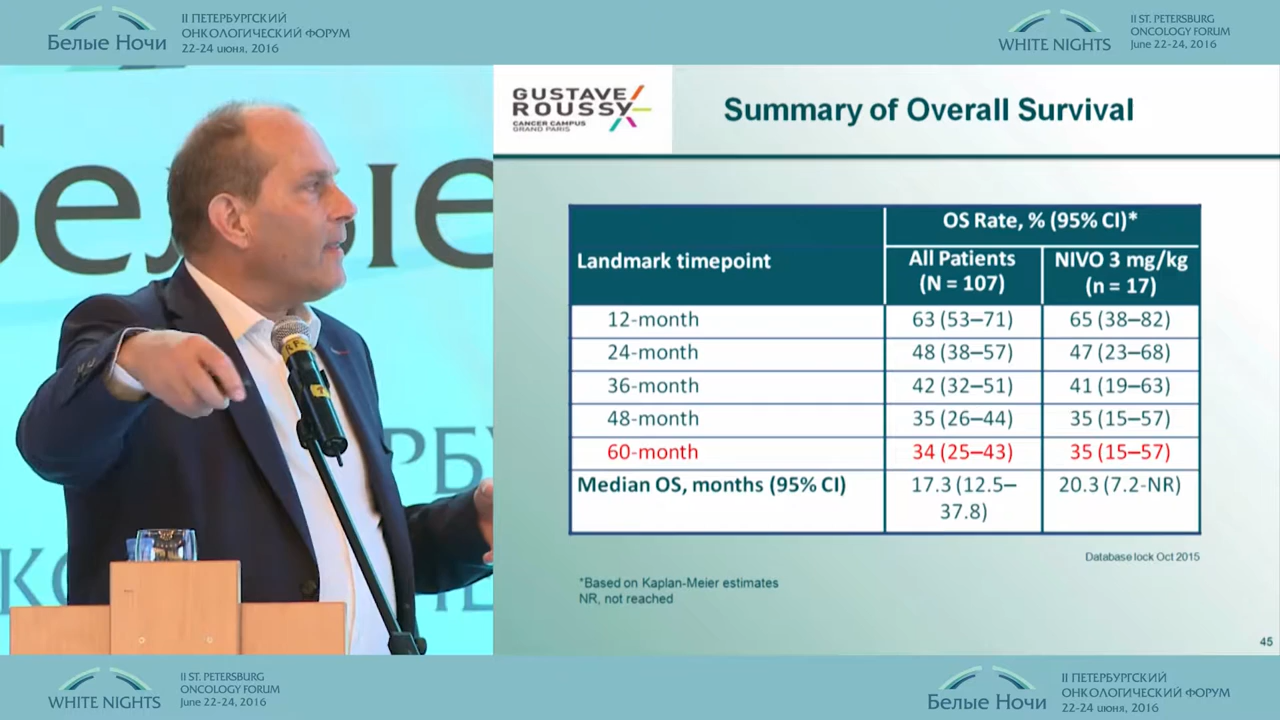 II ПЕТЕРБУРГСКИЙ
ОНКОЛОГИЧЕСКИЙ ФОРУМ
Белые Ночи
22-24 июня, 2016
II ST. PETERSBURG
ONCOLOGY FORUM
WHITE NIGHTS
June 22-24, 2016
Белые
GUSTAVE
ROUSSY
CANCER CAMPUS
GRAND PARIS
Summary of Overall Survival
Landmark timepoint
OS Rate, % (95% CI)*
All Patients
(N = 107)
NIVO 3 mg/kg
(n = 17)
12-month 63 (53–71) 65 (38–82)
24-month 48 (38–57) 47 (23–68)
36-month 42 (32–51) 41 (19–63)
48-month 35 (26–44) 35 (15–57)
60-month 34 (25–43) 35 (15–57)
Median OS, months (95% CI) 17.3 (12.5–
37.8) 20.3 (7.2-NR)
Database lock Oct 2015
*Based on Kaplan-Meier estimates
NR, not reached
45
II ST. PETERSBURG
ONCOLOGY FORUM
WHITE NIGHTS
June 22-24, 2016
II ПЕТЕРБУРГСКИЙ
ОНКОЛОГИЧЕСКИЙ ФОРУМ
Белые Ночи
22-24 июня, 2016